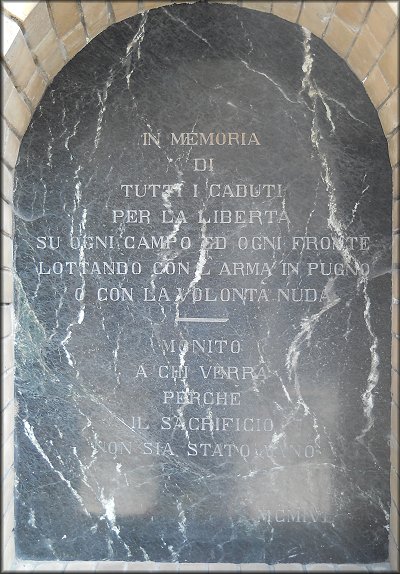 IN MEMORIA
DI
TUTTI I CADUTI
PER LA LIBERTA
SU OGNI CAMPO ED OGNI FRONTE
LOTTANDO CON L'ARMA IN PUGNO
O CON LA VOLONTA NUDA
MONITO
A CHI VERRA
PERCHE
IL SACRIFICIO
NON SIA STATO